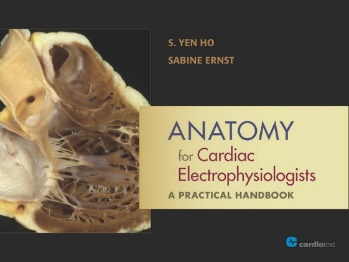 S. YEN HO
SABINE ERNST
ANATOMY
for Cardiac
Electrophysiologists
A PRACTICAL HANDBOOK
cardiotext